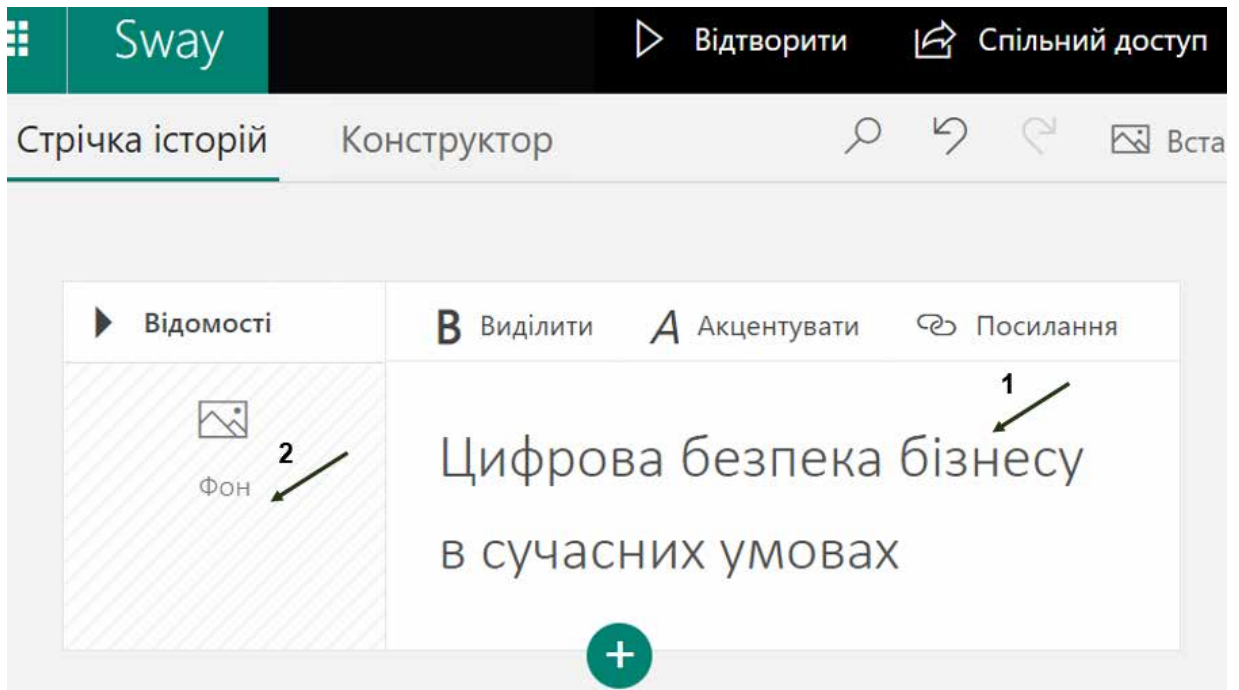 Sway
Відтворити
Спільний доступ
Стрічка історій
Конструктор
Вста
Відомості
B Виділити
A Акцентувати
Посилання
1
2
Фон
Цифрова безпека бізнесу
в сучасних умовах
+